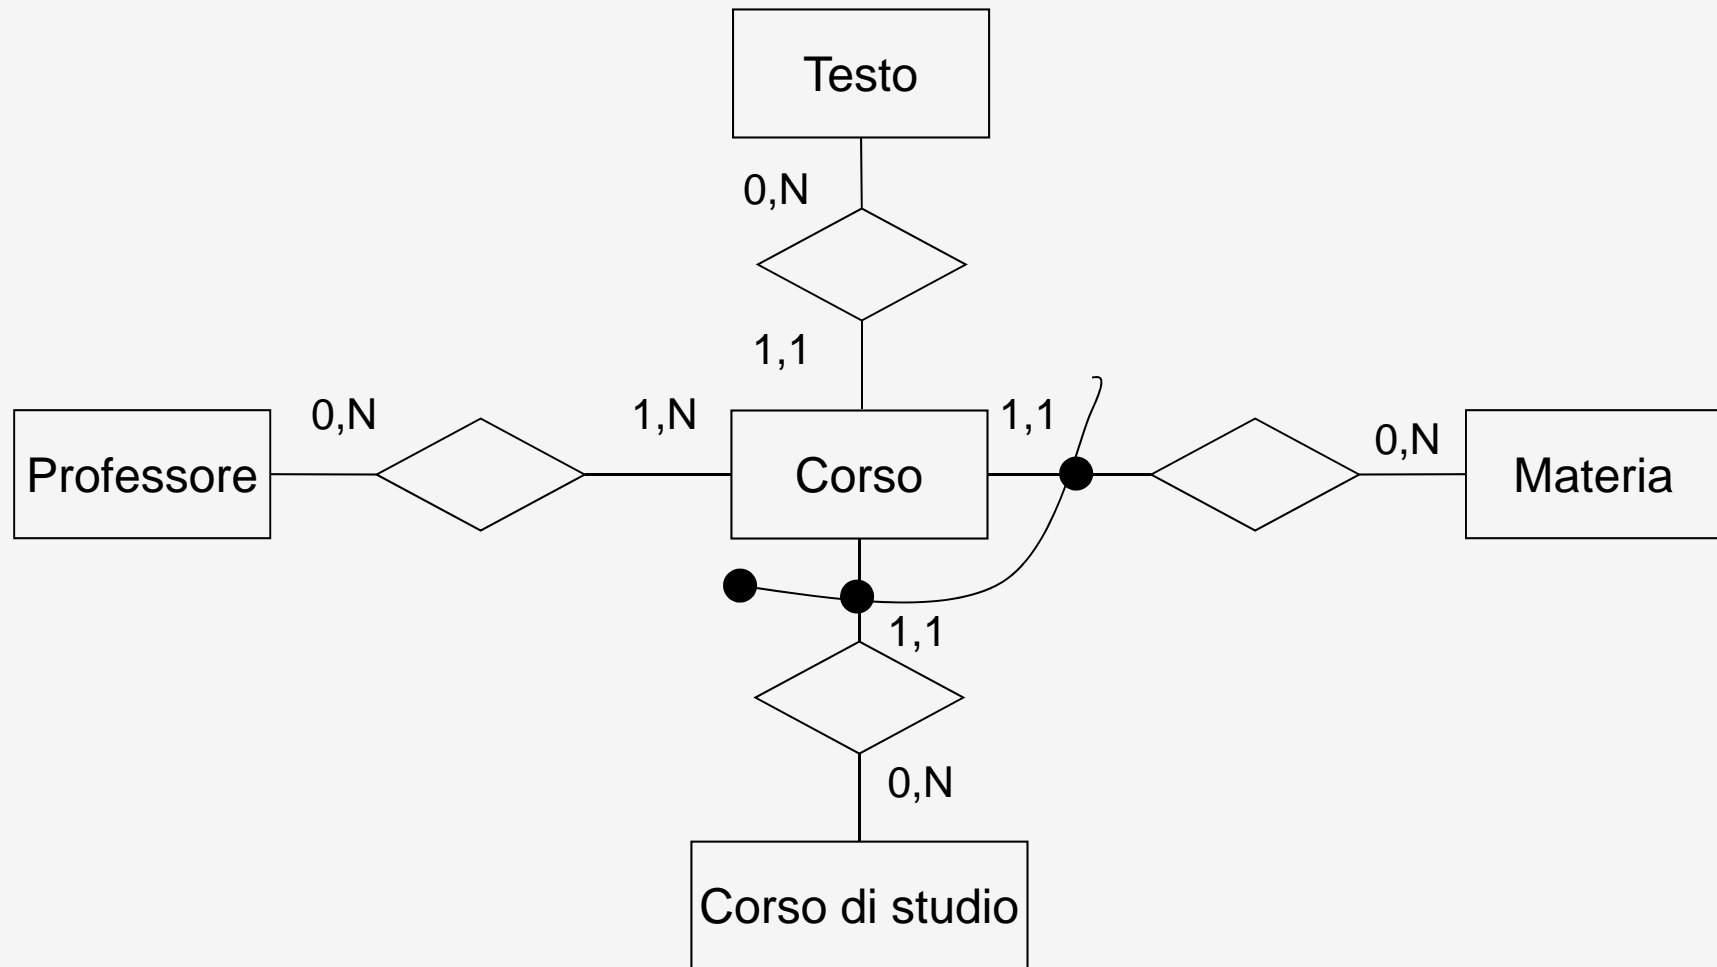 Testo
0,N
1,1
0,N
1,N
1,1
0,N
Professore
Corso
Materia
1,1
0,N
Corso di studio